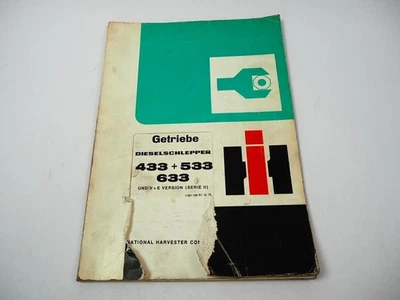 Getriebe
DIESELSCHLEPPER
433 + 533
633
UND V + E VERSION (SERIE II)
NATIONAL HARVESTER CO